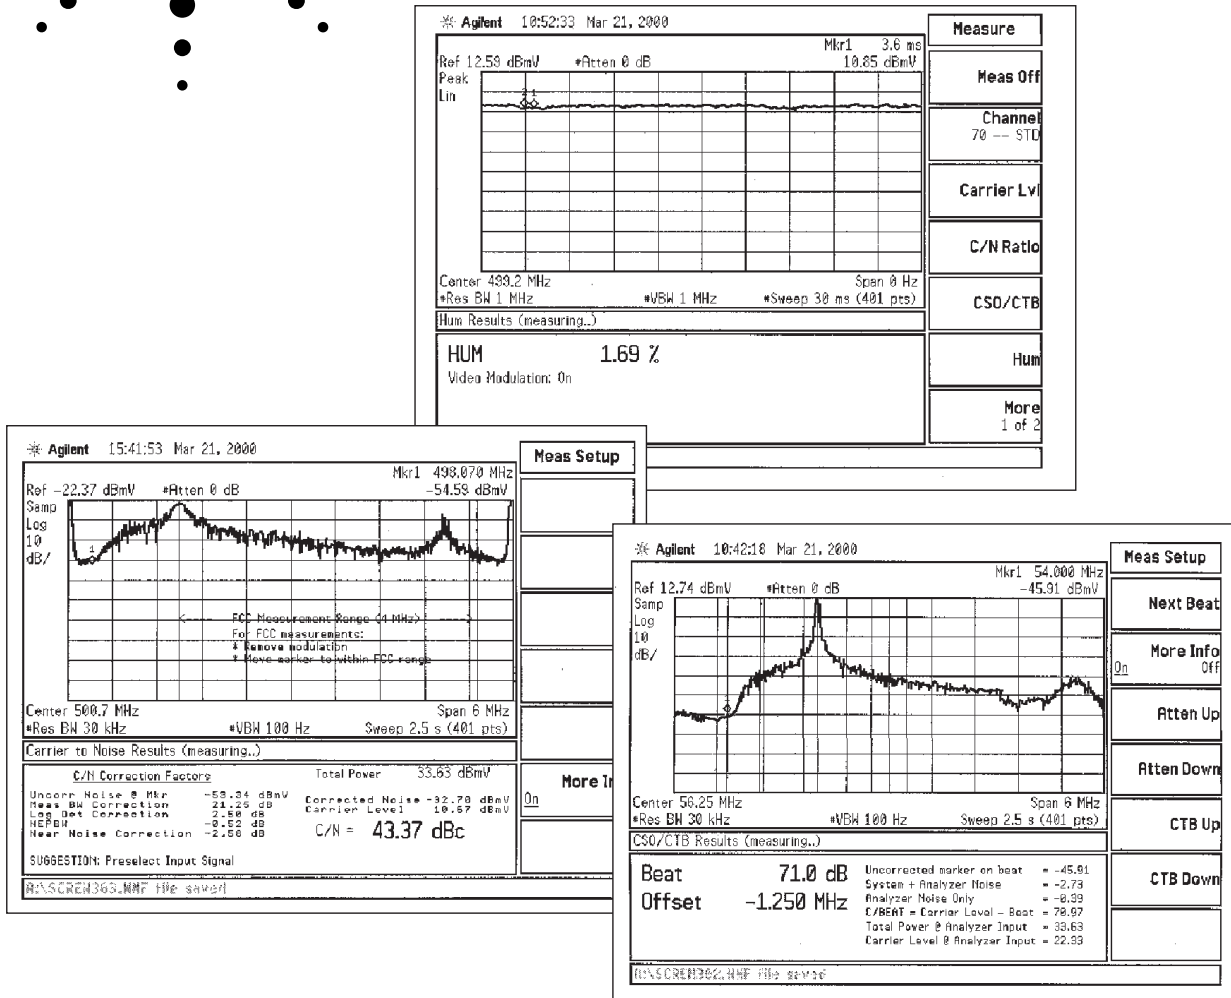 Agilent 10:52:33 Mar 21, 2000
Measure
Mkr1 3.6 ms
Ref 12.59 dBmV #Atten 0 dB 10.85 dBmV
Peak
Lin
2 1
Meas Off
Channel
70 -- STD
Carrier Lvl
C/N Ratio
CSO/CTB
Hum
More
1 of 2
Center 499.2 MHz Span 0 Hz
#Res BW 1 MHz #VBW 1 MHz #Sweep 30 ms (401 pts)
Hum Results (measuring..)
HUM 1.69 %
Video Modulation: On
Agilent 15:41:53 Mar 21, 2000
Meas Setup
Mkr1 498.070 MHz
Ref -22.37 dBmV #Atten 0 dB -54.59 dBmV
Samp
Log
10
dB/
1
FCC Measurement Range (4 MHz)
For FCC measurements:
* Remove modulation
* Move marker to within FCC range
Center 500.7 MHz Span 6 MHz
#Res BW 30 kHz #VBW 100 Hz Sweep 2.5 s (401 pts)
Carrier to Noise Results (measuring..)
C/N Correction Factors Total Power 33.63 dBmV
Uncorr Noise @ Mkr -53.34 dBmV
Meas BW Correction 21.25 dB
Log Det Correction 2.50 dB
NEPBW -0.52 dB
Near Noise Correction -2.58 dB
Corrected Noise -32.70 dBmV
Carrier Level 10.67 dBmV
C/N = 43.37 dBc
SUGGESTION: Preselect Input Signal
More In
On
A:\SCREN363.WMF file saved
Agilent 10:42:18 Mar 21, 2000
Meas Setup
Mkr1 54.000 MHz
Ref 12.74 dBmV #Atten 0 dB -45.91 dBmV
Samp
Log
10
dB/
Next Beat
More Info
On Off
Atten Up
Atten Down
CTB Up
CTB Down
Center 56.25 MHz Span 6 MHz
#Res BW 30 kHz #VBW 100 Hz Sweep 2.5 s (401 pts)
CSO/CTB Results (measuring..)
Beat 71.0 dB
Offset -1.250 MHz
Uncorrected marker on beat = -45.91
System + Analyzer Noise = -2.73
Analyzer Noise Only = -0.39
C/BEAT = Carrier Level - Beat = 70.97
Total Power @ Analyzer Input = 33.63
Carrier Level @ Analyzer Input = 22.33
A:\SCREN362.WMF file saved